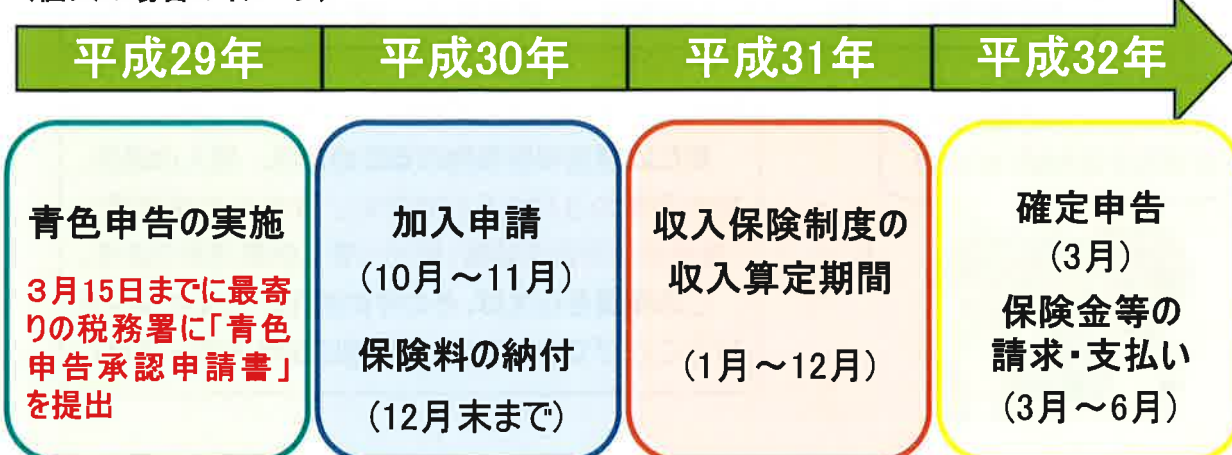 平成29年
平成30年
平成31年
平成32年
青色申告の実施
3月15日までに最寄
りの税務署に「青色
申告承認申請書」
を提出
加入申請
(10月～11月)
保険料の納付
(12月末まで)
収入保険制度の
収入算定期間
(1月～12月)
確定申告
(3月)
保険金等の
請求・支払い
(3月～6月)